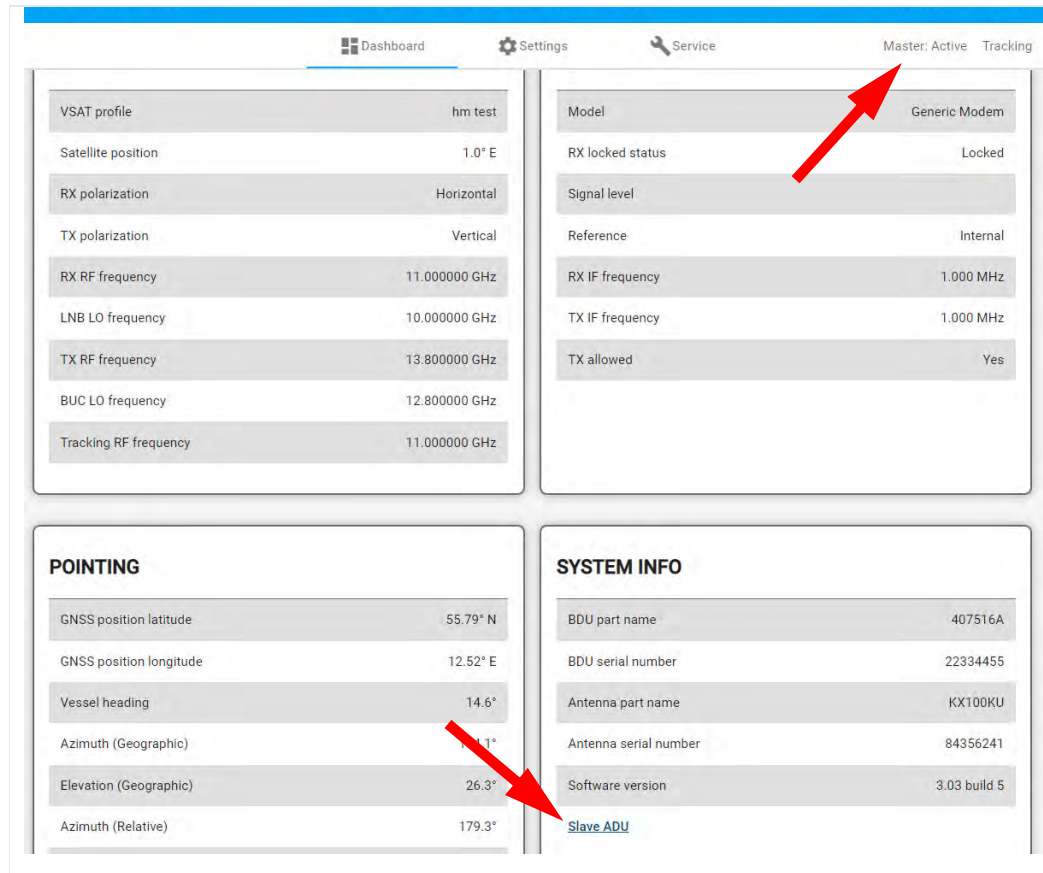 Dashboard Settings Service Master: Active Tracking
VSAT profile hm test
Satellite position 1.0° E
RX polarization Horizontal
TX polarization Vertical
RX RF frequency 11.000000 GHz
LNB LO frequency 10.000000 GHz
TX RF frequency 13.800000 GHz
BUC LO frequency 12.800000 GHz
Tracking RF frequency 11.000000 GHz
Model Generic Modem
RX locked status Locked
Signal level
Reference Internal
RX IF frequency 1.000 MHz
TX IF frequency 1.000 MHz
TX allowed Yes
POINTING
GNSS position latitude 55.79° N
GNSS position longitude 12.52° E
Vessel heading 14.6°
Azimuth (Geographic)
Elevation (Geographic) 26.3°
Azimuth (Relative) 179.3°
SYSTEM INFO
BDU part name 407516A
BDU serial number 22334455
Antenna part name KX100KU
Antenna serial number 84356241
Software version 3.03 build 5
Slave ADU